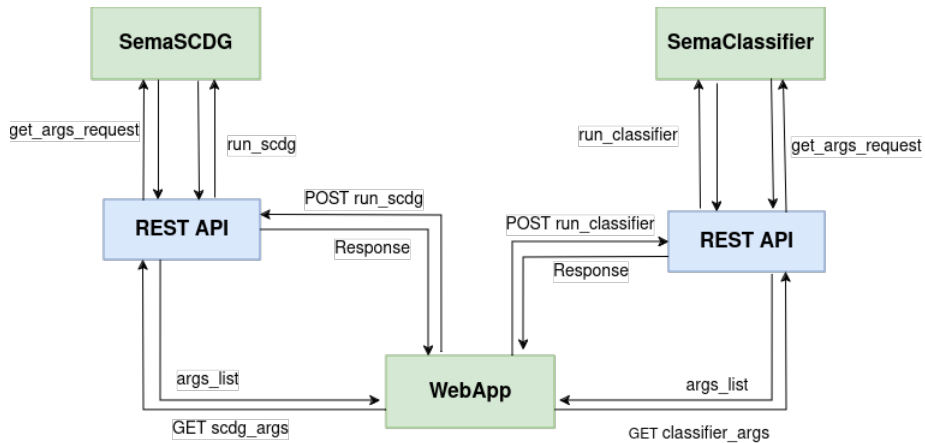 SemaSCDG
SemaClassifier
get_args_request
run_scdg
run_classifier
get_args_request
REST API
POST run_scdg
Response
POST run_classifier
Response
REST API
args_list
WebApp
args_list
GET scdg_args
GET classifier_args